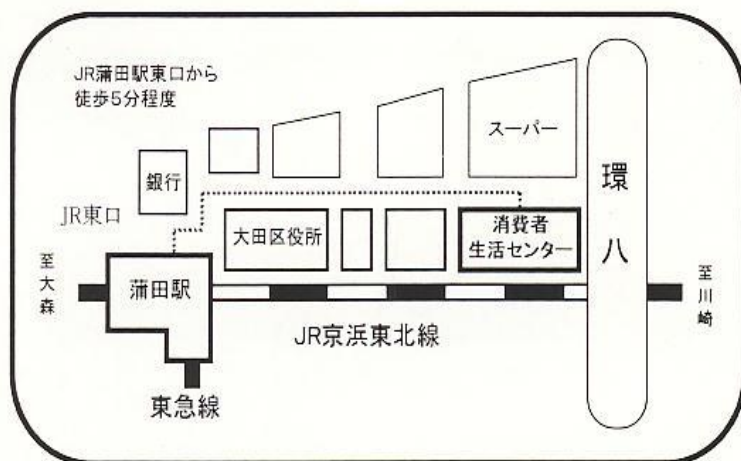 JR蒲田駅東口から
徒歩5分程度
スーパー
銀行
環八
JR東口
大田区役所
消費者
生活センター
至大森
蒲田駅
至川崎
JR京浜東北線
東急線